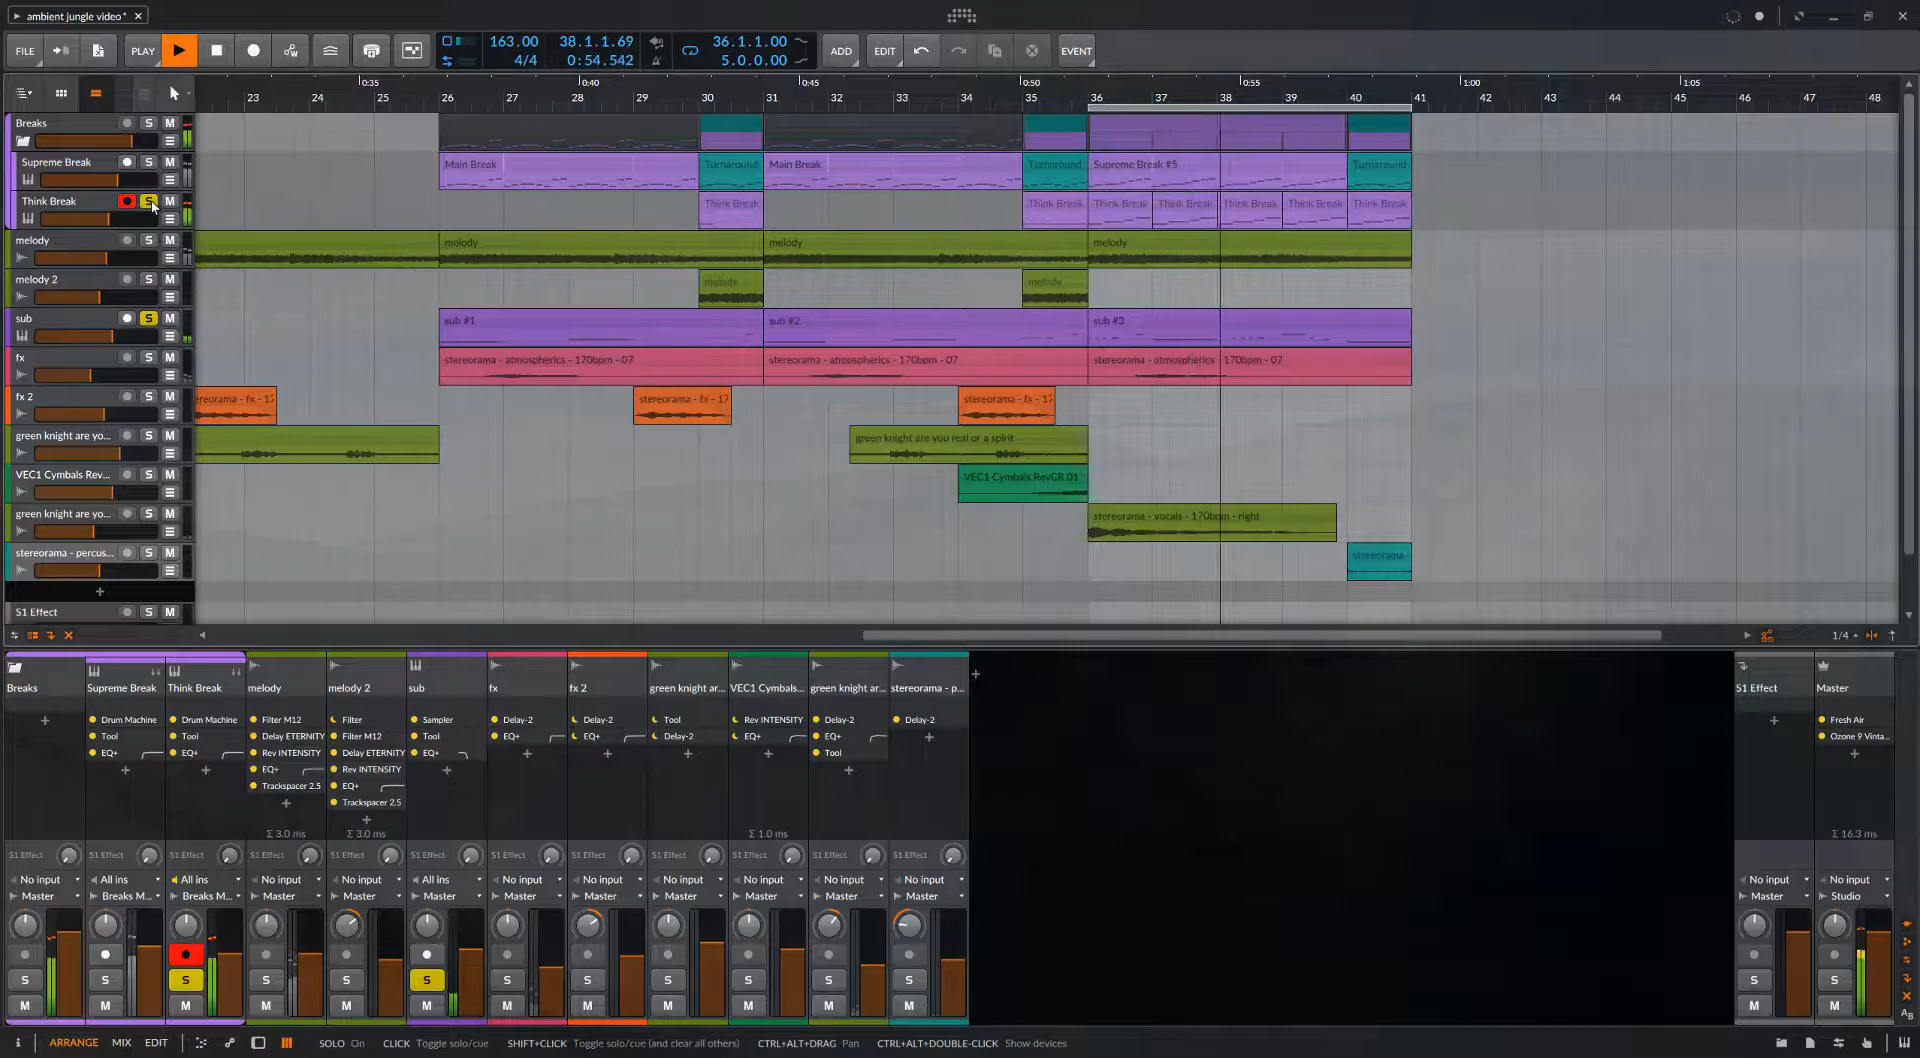 ambient jungle video*
FILE
PLAY
163.00
4/4
38.1.1.69
0:54.542
36.1.1.00
5.0.0.00
ADD
EDIT
EVENT
0:35 0:40 0:45 0:50 0:55 1:00 1:05
23 24 25 26 27 28 29 30 31 32 33 34 35 36 37 38 39 40 41 42 43 44 45 46 47 48
Breaks S M
Supreme Break S M
Main Break Turnaround Main Break Turnaround Supreme Break #5 Turnaround
Think Break S M
Think Break Think Break Think Break Think Break Think Break Think Break Think Break
melody S M
melody melody melody
melody 2 S M
melody melody
sub S M
sub #1 sub #2 sub #3
fx S M
stereorama - atmospherics - 170bpm - 07 stereorama - atmospherics - 170bpm - 07 stereorama - atmospherics 170bpm - 07
fx 2 S M
ereorama - fx - 17 stereorama - fx - 17 stereorama - fx - 17
green knight are yo... S M
green knight are you real or a spirit
VEC1 Cymbals Rev... S M
VEC1 Cymbals RevCR 01
green knight are yo... S M
stereorama - vocals - 170bpm - right
stereorama - percus... S M
stereorama -
+
S1 Effect S M
1/4
Breaks Supreme Break Think Break melody melody 2 sub fx fx 2 green knight ar... VEC1 Cymbals... green knight ar... stereorama - p... S1 Effect Master
Drum Machine Drum Machine Filter M12 Filter Sampler Delay-2 Delay-2 Tool Rev INTENSITY Delay-2 Delay-2 Fresh Air
Tool Tool Delay ETERNITY Filter M12 Tool EQ+ EQ+ Delay-2 EQ+ EQ+ Ozone 9 Vinta...
EQ+ EQ+ Rev INTENSITY Delay ETERNITY EQ+ Tool
EQ+ Rev INTENSITY
Trackspacer 2.5 EQ+
Trackspacer 2.5
Σ 3.0 ms Σ 3.0 ms Σ 1.0 ms Σ 16.3 ms
S1 Effect S1 Effect S1 Effect S1 Effect S1 Effect S1 Effect S1 Effect S1 Effect S1 Effect S1 Effect S1 Effect S1 Effect
No input All ins All ins No input No input All ins No input No input No input No input No input No input No input No input
Master Breaks M... Breaks M... Master Master Master Master Master Master Master Master Master Master Studio
S S S S S S S S S S S S S S
M M M M M M M M M M M M M M
A B
i ARRANGE MIX EDIT SOLO On CLICK Toggle solo/cue SHIFT+CLICK Toggle solo/cue (and clear all others) CTRL+ALT+DRAG Pan CTRL+ALT+DOUBLE-CLICK Show devices